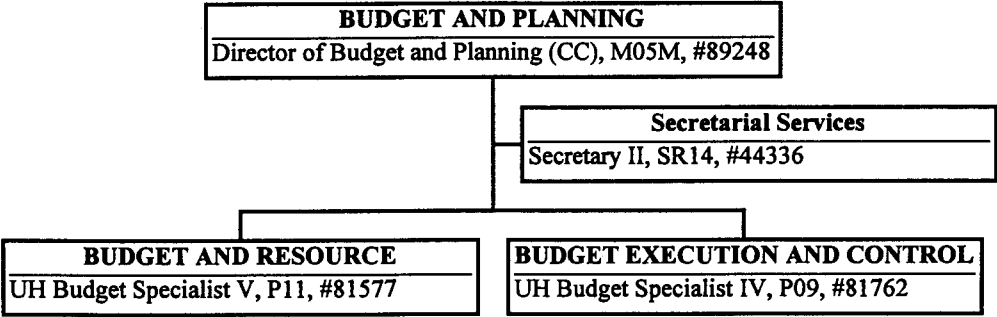 BUDGET AND PLANNING
Director of Budget and Planning (CC), M05M, #89248
Secretarial Services
Secretary II, SR14, #44336
BUDGET AND RESOURCE
UH Budget Specialist V, P11, #81577
BUDGET EXECUTION AND CONTROL
UH Budget Specialist IV, P09, #81762